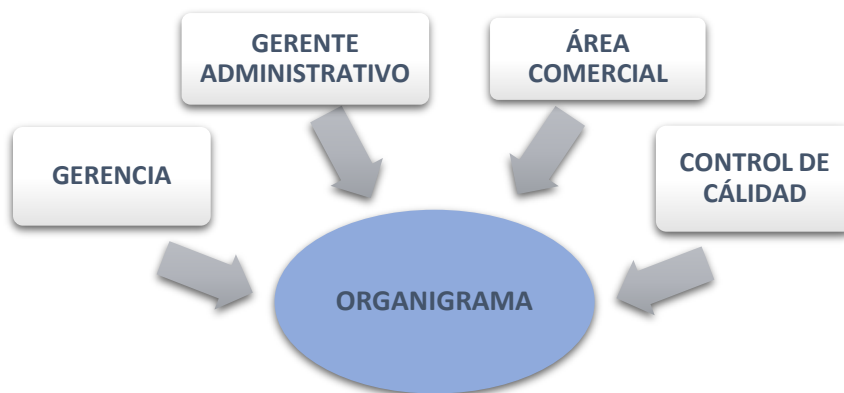 GERENTE
ADMINISTRATIVO
ÁREA
COMERCIAL
GERENCIA
CONTROL DE
CÁLIDAD
ORGANIGRAMA